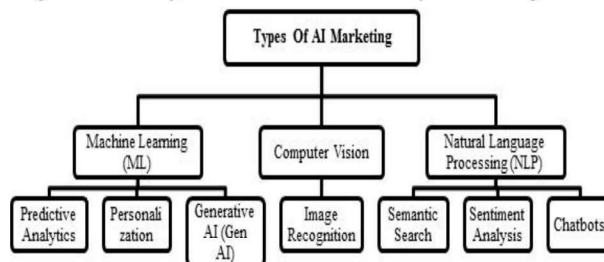 Types Of AI Marketing
Machine Learning
(ML)
Computer Vision
Natural Language
Processing (NLP)
Predictive
Analytics
Personali
zation
Generative
AI (Gen
AI)
Image
Recognition
Semantic
Search
Sentiment
Analysis
Chatbots